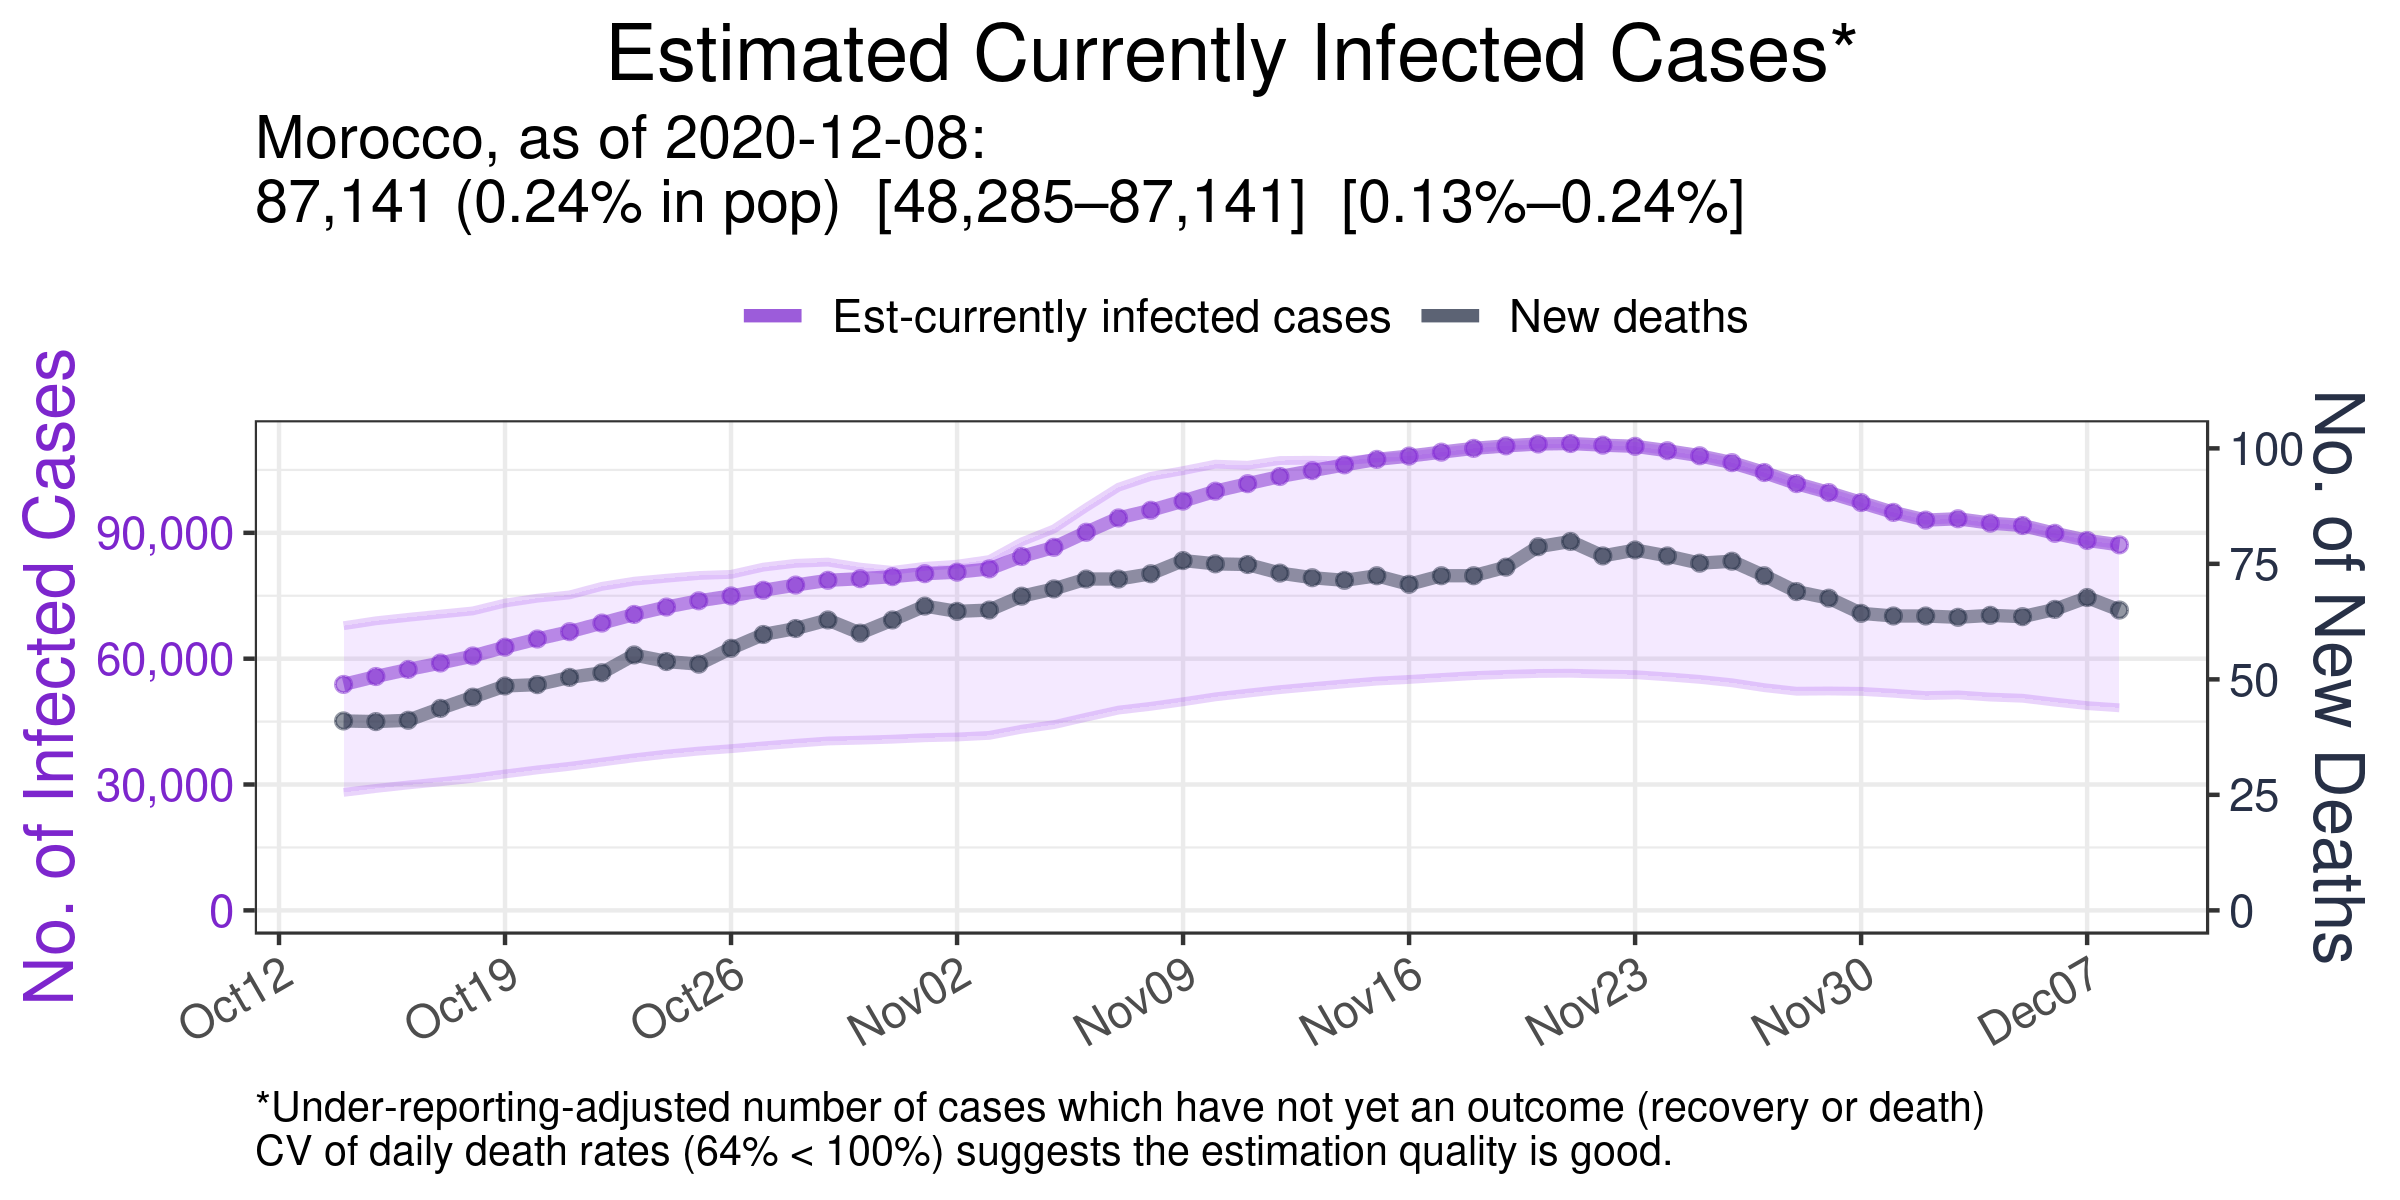 Estimated Currently Infected Cases*
Morocco, as of 2020-12-08:
87,141 (0.24% in pop)  [48,285–87,141]  [0.13%–0.24%]
Est-currently infected cases
New deaths
No. of Infected Cases
90,000
60,000
30,000
0
100
75
50
25
0
No. of New Deaths
Oct12
Oct19
Oct26
Nov02
Nov09
Nov16
Nov23
Nov30
Dec07
*Under-reporting-adjusted number of cases which have not yet an outcome (recovery or death)
CV of daily death rates (64% < 100%) suggests the estimation quality is good.